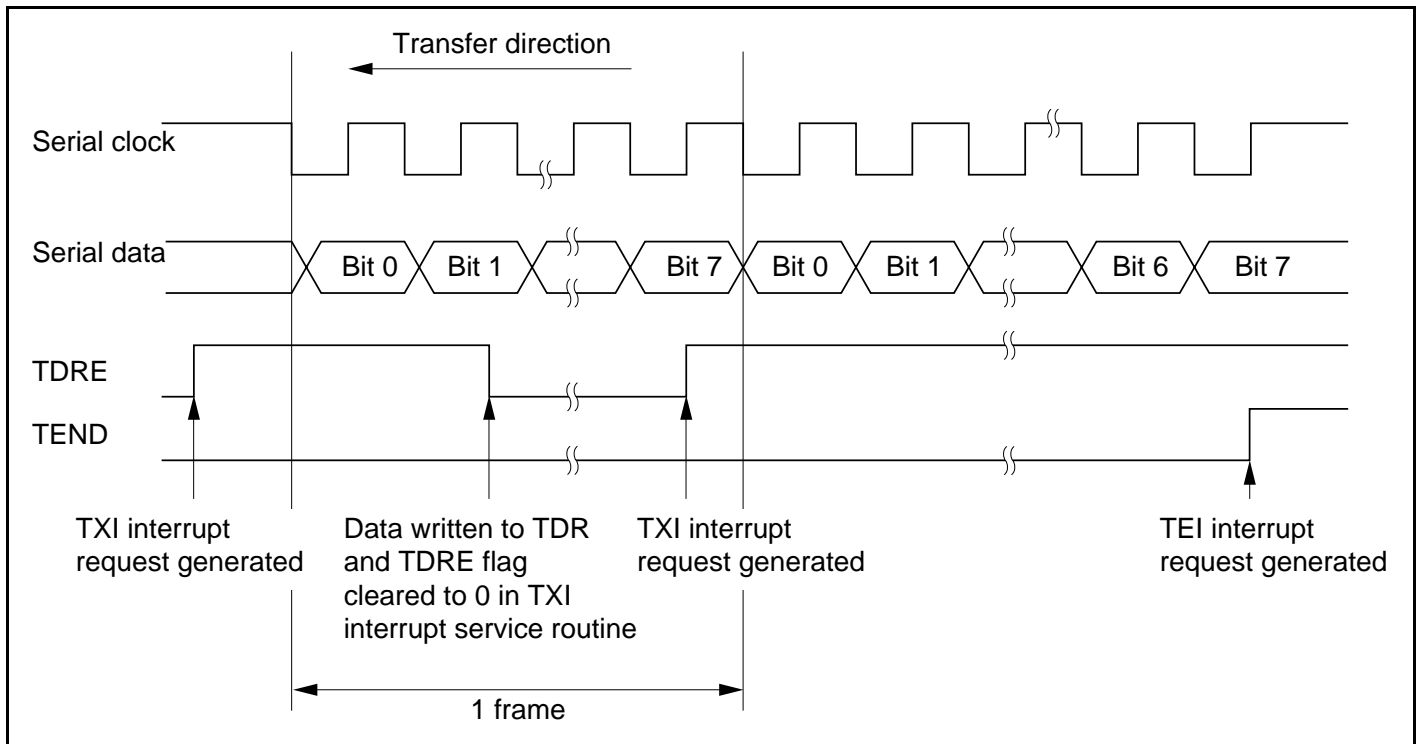 Transfer direction
Serial clock
Serial data
Bit 0
Bit 1
Bit 7
Bit 0
Bit 1
Bit 6
Bit 7
TDRE
TEND
TXI interrupt
request generated
Data written to TDR
and TDRE flag
cleared to 0 in TXI
interrupt service routine
TXI interrupt
request generated
TEI interrupt
request generated
1 frame